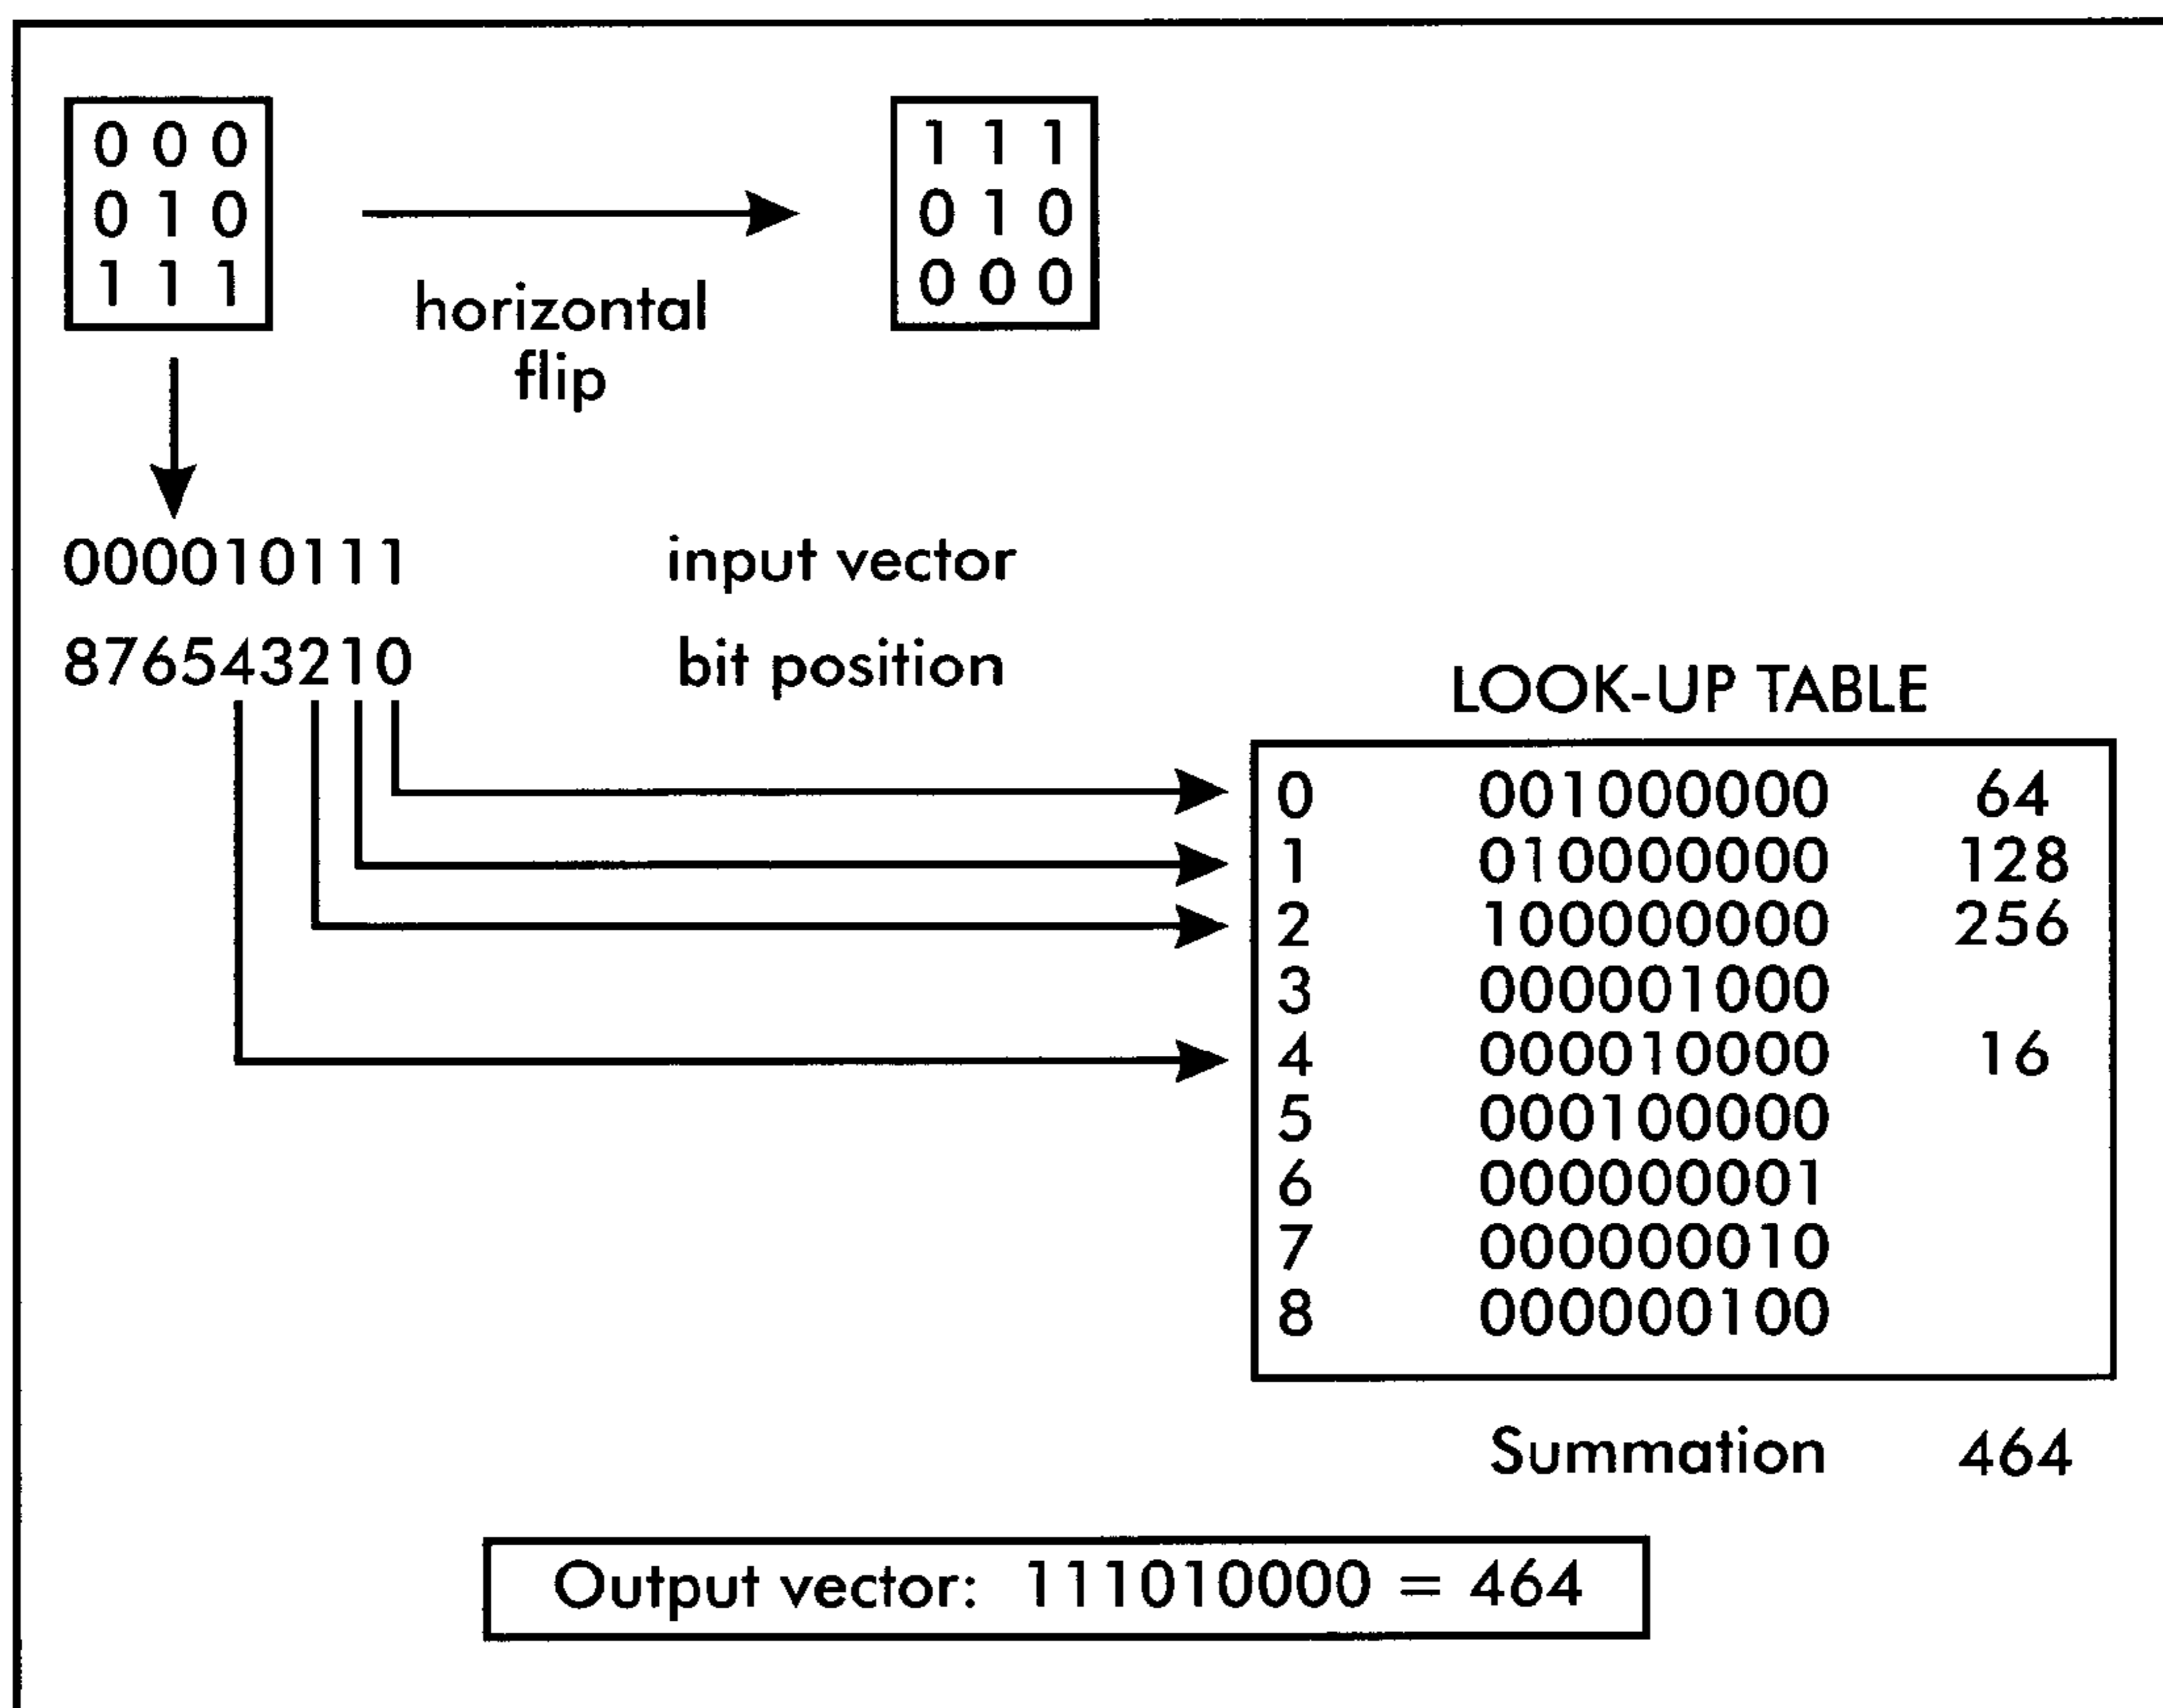 0 0 0
0 1 0
1 1 1
horizontal
flip
1 1 1
0 1 0
0 0 0
000010111 input vector
876543210 bit position
LOOK-UP TABLE
0 001000000 64
1 010000000 128
2 100000000 256
3 000001000
4 000010000 16
5 000100000
6 000000001
7 000000010
8 000000100
Summation 464
Output vector: 111010000 = 464